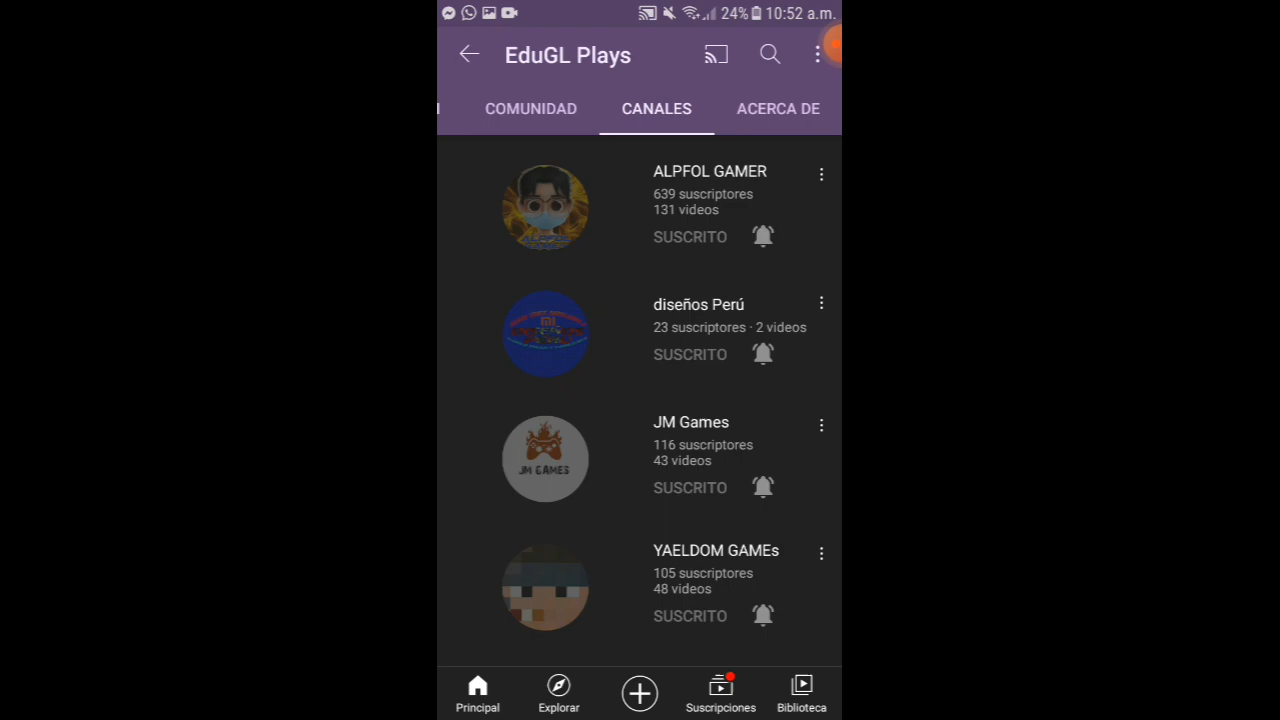 24% 10:52 a.m.
EduGL Plays
COMUNIDAD CANALES ACERCA DE
ALPFOL GAMER
639 suscriptores
131 videos
SUSCRITO
diseños Perú
23 suscriptores · 2 videos
SUSCRITO
JM GAMES
JM Games
116 suscriptores
43 videos
SUSCRITO
YAELDOM GAMEs
105 suscriptores
48 videos
SUSCRITO
Principal Explorar Suscripciones Biblioteca